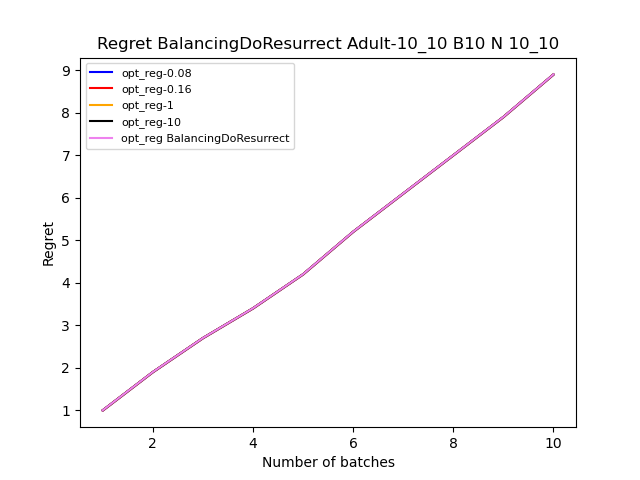 Regret BalancingDoResurrect Adult-10_10 B10 N 10_10
opt_reg-0.08
opt_reg-0.16
opt_reg-1
opt_reg-10
opt_reg BalancingDoResurrect
9
8
7
6
5
4
3
2
1
Regret
2 4 6 8 10
Number of batches